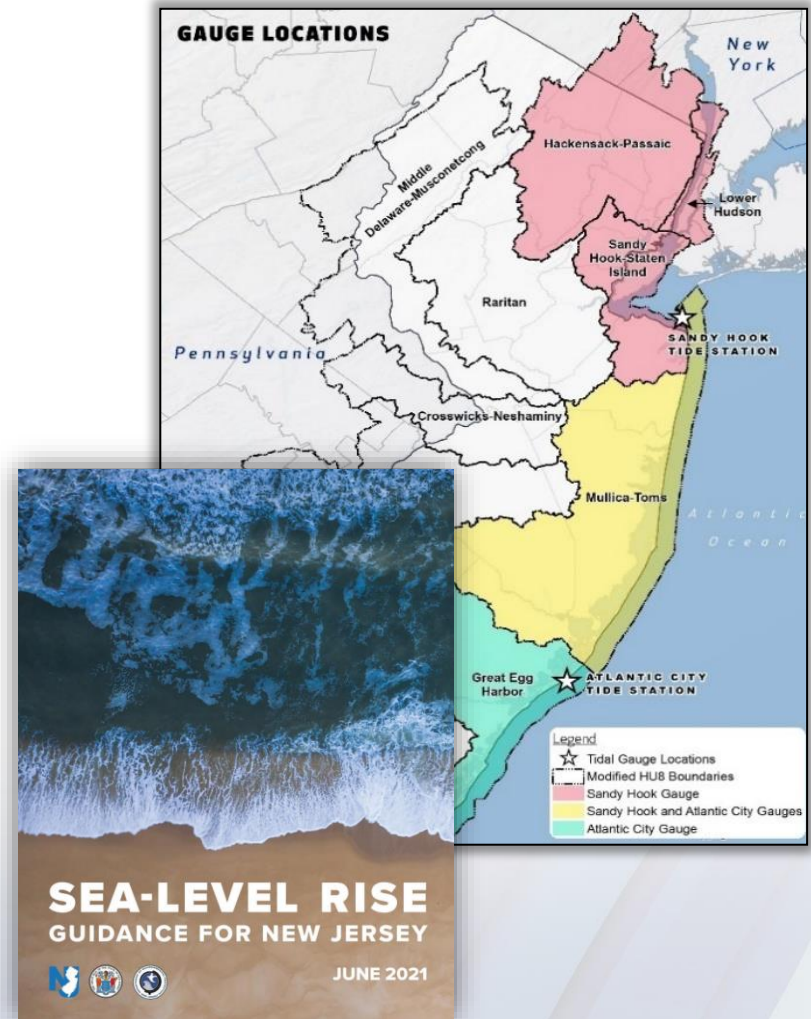 GAUGE LOCATIONS
New
York
Hackensack-Passaic
Middle
Delaware-Musconetcong
Lower
Hudson
Sandy
Hook-Staten
Island
Raritan
SANDY HOOK
TIDE STATION
Pennsylvania
Crosswicks-Neshaminy
Mullica-Toms
Atlantic
Ocean
Great Egg
Harbor
ATLANTIC CITY
TIDE STATION
Legend
Tidal Gauge Locations
Modified HU8 Boundaries
Sandy Hook Gauge
Sandy Hook and Atlantic City Gauges
Atlantic City Gauge
SEA-LEVEL RISE
GUIDANCE FOR NEW JERSEY
JUNE 2021